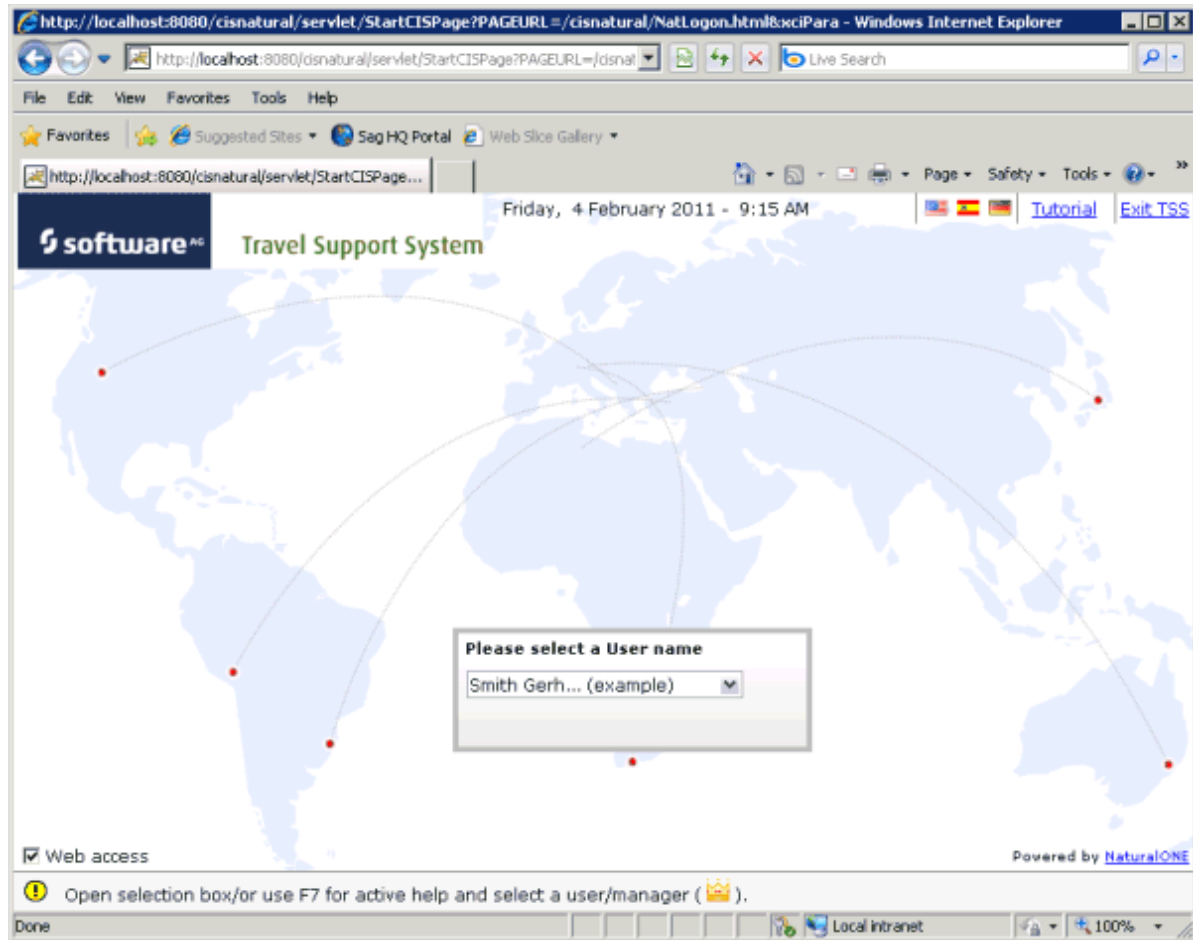 http://localhost:8080/cisnatural/servlet/StartCISPage?PAGEURL=/cisnatural/NatLogon.html&xciPara - Windows Internet Explorer
http://localhost:8080/cisnatural/servlet/StartCISPage?PAGEURL=/cisnat
Live Search
File Edit View Favorites Tools Help
Favorites Suggested Sites Sag HQ Portal Web Slice Gallery
http://localhost:8080/cisnatural/servlet/StartCISPage...
Page Safety Tools »
Friday, 4 February 2011 - 9:15 AM
Tutorial Exit TSS
software AG
Travel Support System
Please select a User name
Smith Gerh... (example)
Web access
Powered by NaturalONE
Open selection box/or use F7 for active help and select a user/manager ( ).
Done
Local intranet
100%